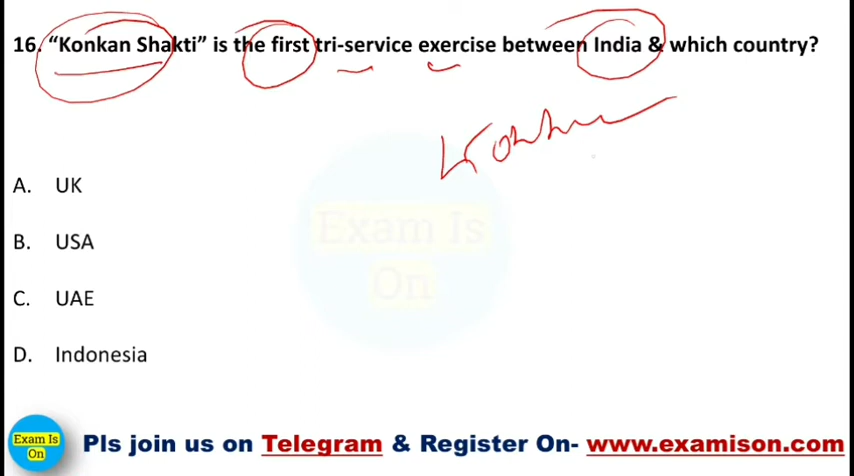 16. “Konkan Shakti” is the first tri-service exercise between India & which country?
Konkan
A. UK
B. USA
Exam Is
On
C. UAE
D. Indonesia
Exam Is
On
Pls join us on Telegram & Register On- www.examison.com